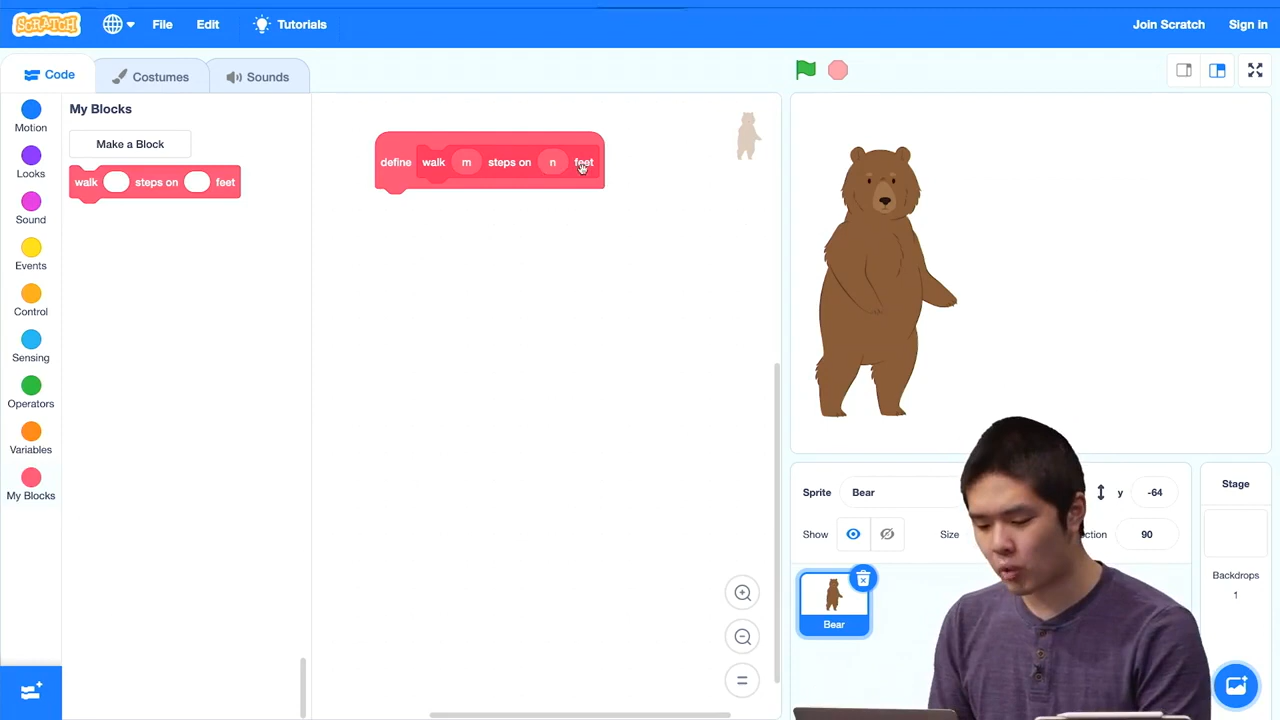 SCRATCH File Edit Tutorials Join Scratch Sign in
Code Costumes Sounds
Motion
Looks
Sound
Events
Control
Sensing
Operators
Variables
My Blocks
My Blocks
Make a Block
walk steps on feet
define walk m steps on n feet
Sprite Bear y -64
Show Size ction 90
Bear
Stage
Backdrops
1